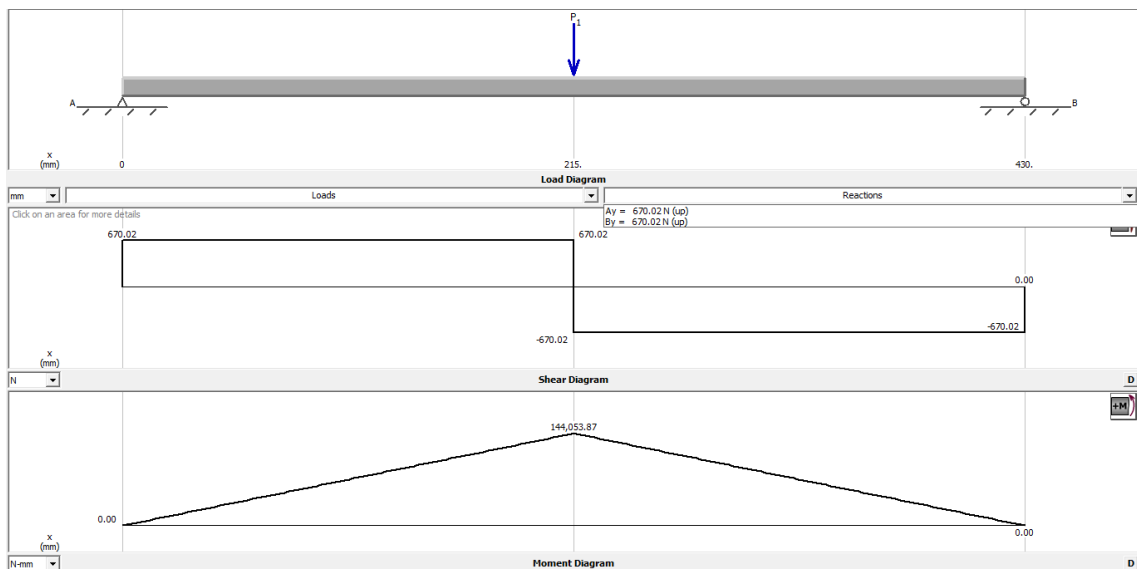 P1
A
B
x
(mm)
0
215.
430.
Load Diagram
mm
Loads
Reactions
Click on an area for more details
Ay = 670.02 N (up)
By = 670.02 N (up)
670.02
670.02
0.00
-670.02
-670.02
x
(mm)
N
Shear Diagram
D
+M
144,053.87
0.00
0.00
x
(mm)
N-mm
Moment Diagram
D